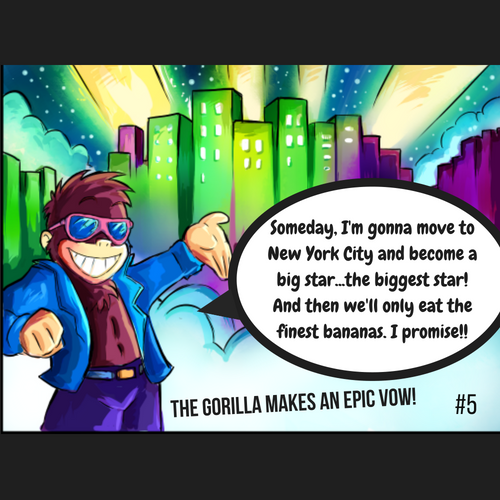 Someday, I'm gonna move to
New York City and become a
big star...the biggest star!
And then we'll only eat the
finest bananas. I promise!!
THE GORILLA MAKES AN EPIC VOW!
#5